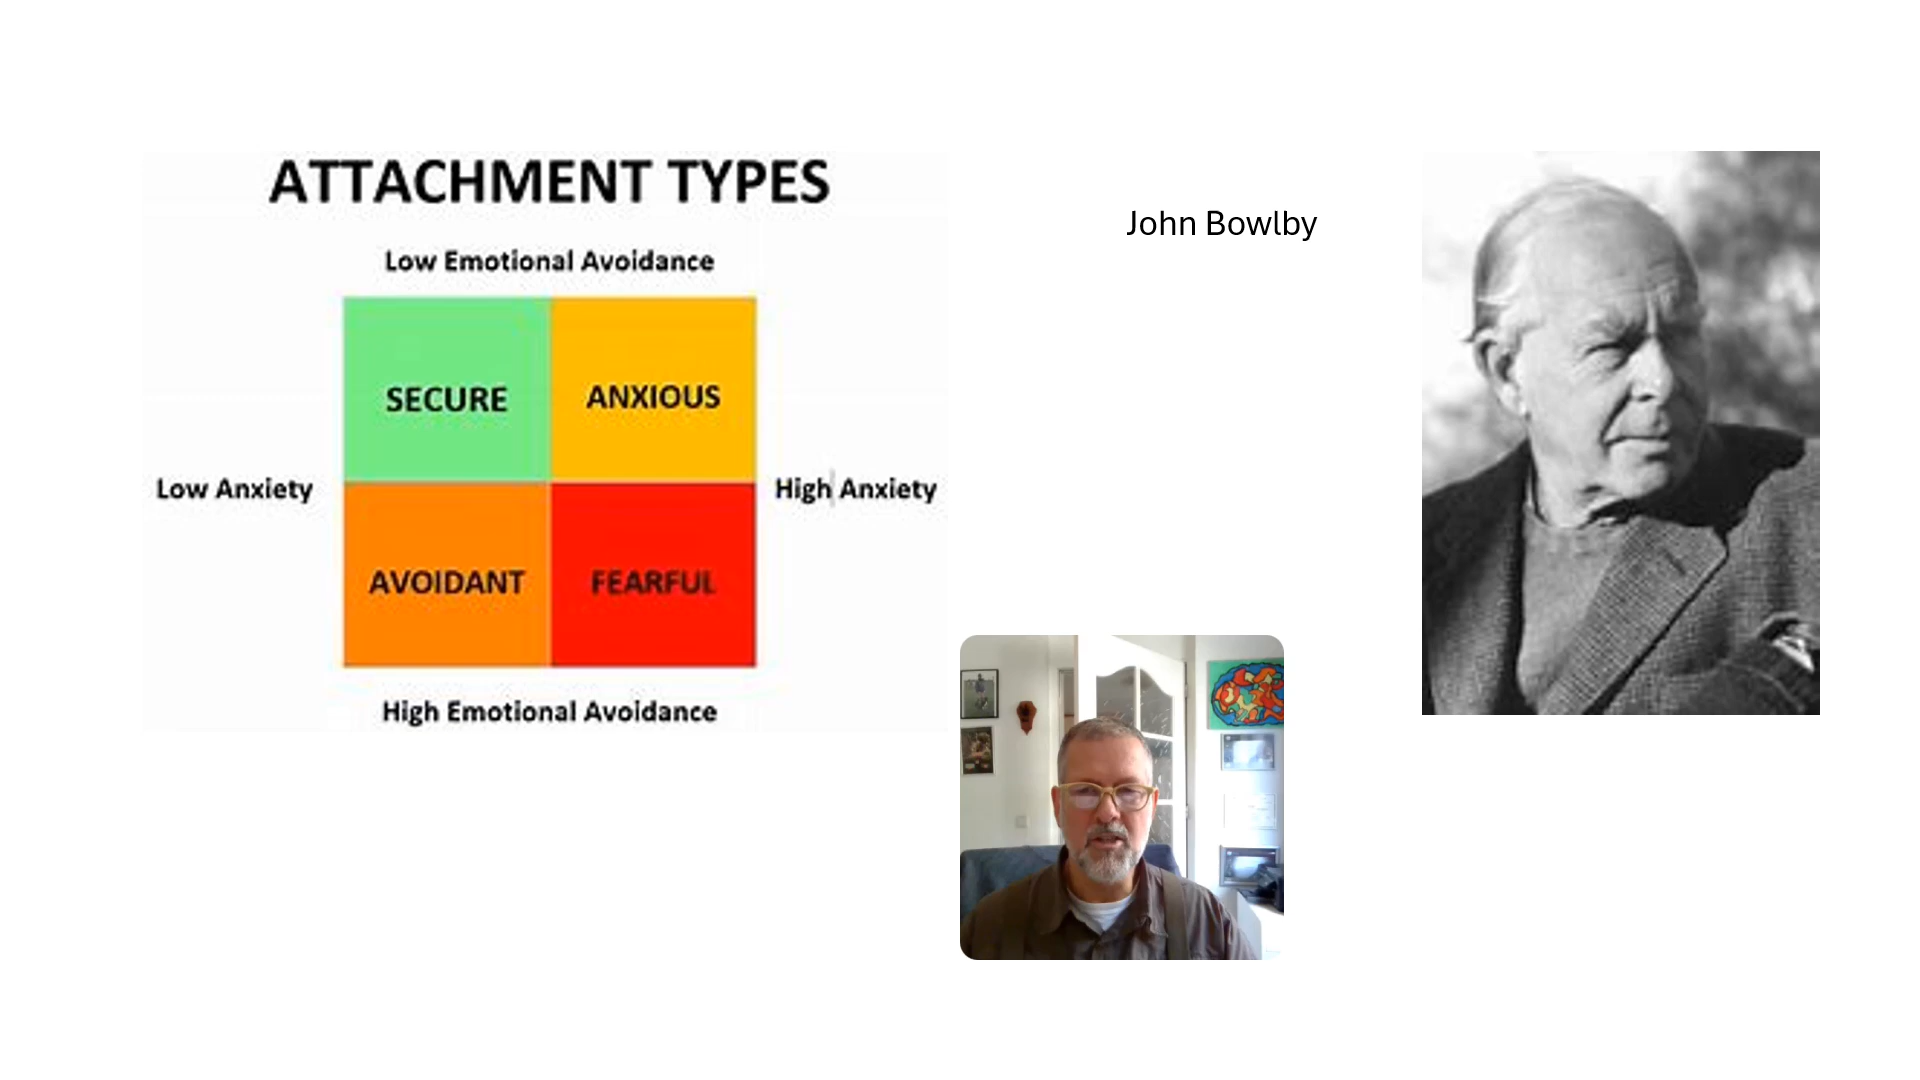 ATTACHMENT TYPES
Low Emotional Avoidance
SECURE
ANXIOUS
Low Anxiety
High Anxiety
AVOIDANT
FEARFUL
High Emotional Avoidance
John Bowlby